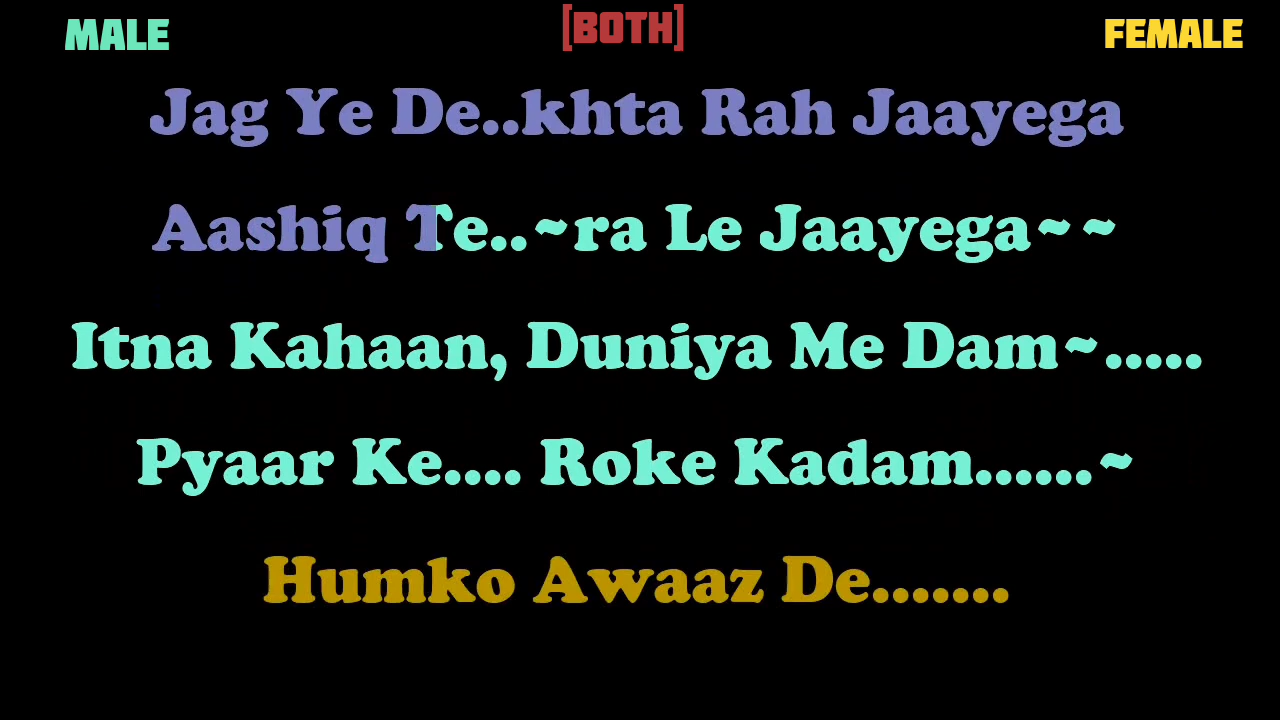 MALE [BOTH] FEMALE
Jag Ye De..khta Rah Jaayega
Aashiq Te..~ra Le Jaayega~~
Itna Kahaan, Duniya Me Dam~.....
Pyaar Ke.... Roke Kadam......~
Humko Awaaz De.......